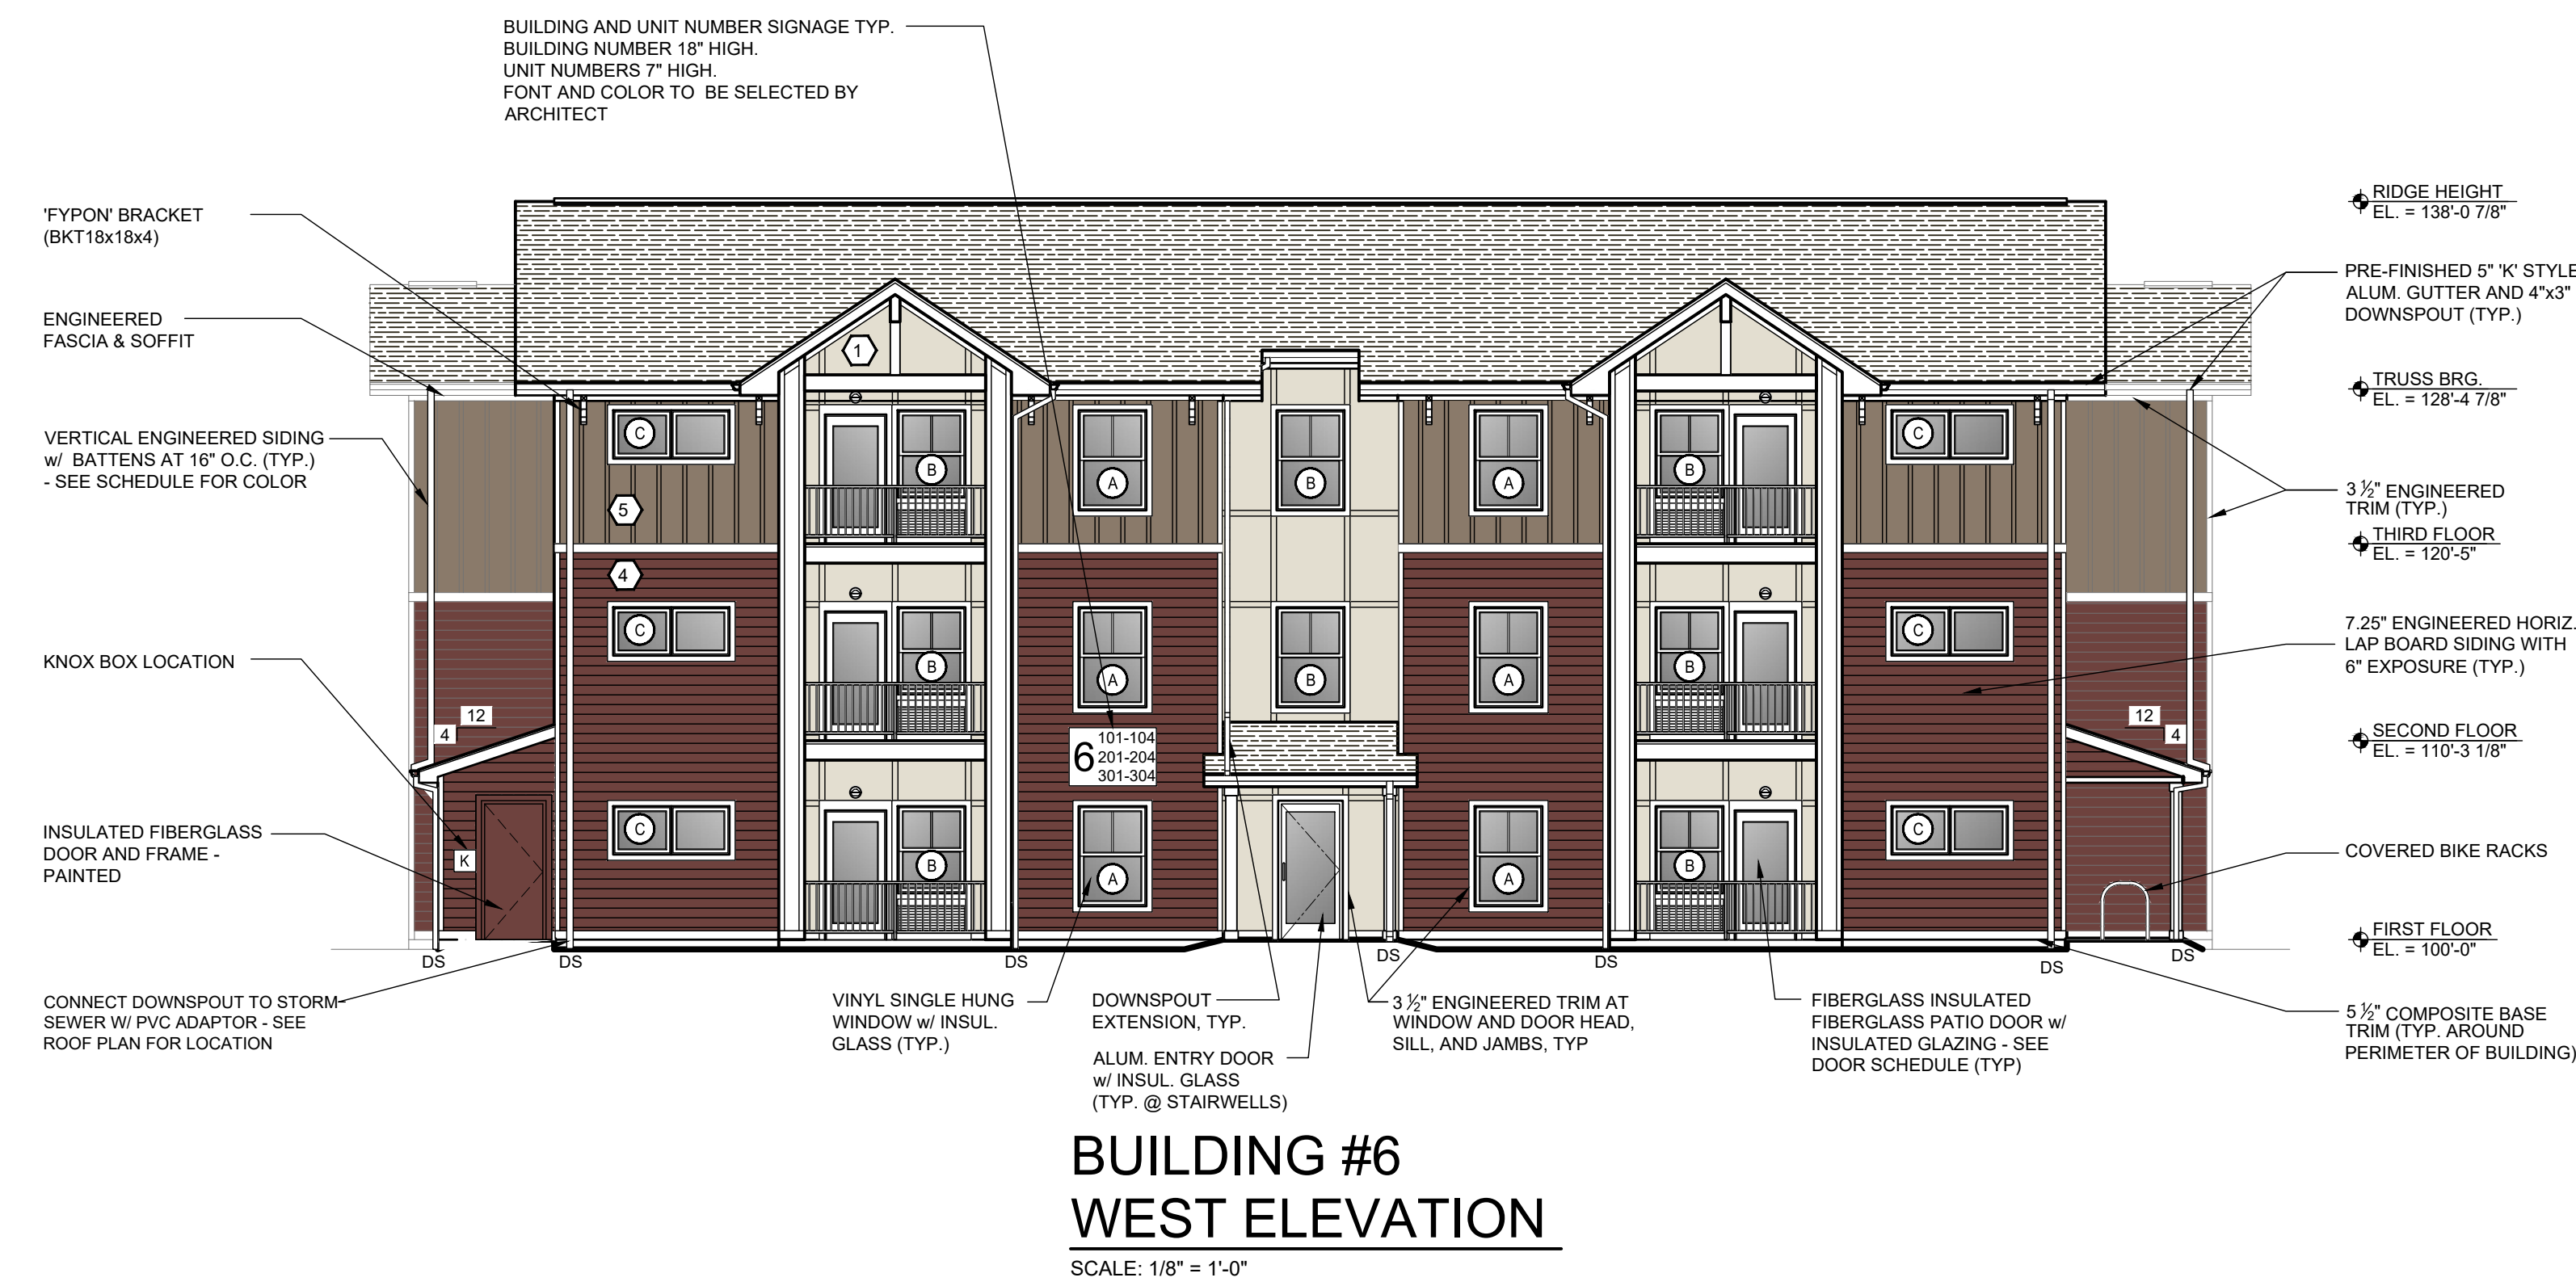 BUILDING AND UNIT NUMBER SIGNAGE TYP.
BUILDING NUMBER 18" HIGH.
UNIT NUMBERS 7" HIGH.
FONT AND COLOR TO BE SELECTED BY
ARCHITECT
'FYPON' BRACKET
(BKT18x18x4)
ENGINEERED
FASCIA & SOFFIT
VERTICAL ENGINEERED SIDING
w/ BATTENS AT 16" O.C. (TYP.)
- SEE SCHEDULE FOR COLOR
KNOX BOX LOCATION
INSULATED FIBERGLASS
DOOR AND FRAME -
PAINTED
CONNECT DOWNSPOUT TO STORM
SEWER W/ PVC ADAPTOR - SEE
ROOF PLAN FOR LOCATION
1
C
B
A
B
A
B
C
5
4
C
B
A
B
A
B
C
12
4
12
4
6
101-104
201-204
301-304
C
B
A
A
B
C
K
DS
DS
DS
DS
DS
DS
DS
RIDGE HEIGHT
EL. = 138'-0 7/8"
PRE-FINISHED 5" 'K' STYLE
ALUM. GUTTER AND 4"x3"
DOWNSPOUT (TYP.)
TRUSS BRG.
EL. = 128'-4 7/8"
3 ½" ENGINEERED
TRIM (TYP.)
THIRD FLOOR
EL. = 120'-5"
7.25" ENGINEERED HORIZ.
LAP BOARD SIDING WITH
6" EXPOSURE (TYP.)
SECOND FLOOR
EL. = 110'-3 1/8"
COVERED BIKE RACKS
FIRST FLOOR
EL. = 100'-0"
5 ½" COMPOSITE BASE
TRIM (TYP. AROUND
PERIMETER OF BUILDING)
VINYL SINGLE HUNG
WINDOW w/ INSUL.
GLASS (TYP.)
DOWNSPOUT
EXTENSION, TYP.
ALUM. ENTRY DOOR
w/ INSUL. GLASS
(TYP. @ STAIRWELLS)
3 ½" ENGINEERED TRIM AT
WINDOW AND DOOR HEAD,
SILL, AND JAMBS, TYP
FIBERGLASS INSULATED
FIBERGLASS PATIO DOOR w/
INSULATED GLAZING - SEE
DOOR SCHEDULE (TYP)
BUILDING #6
WEST ELEVATION
SCALE: 1/8" = 1'-0"